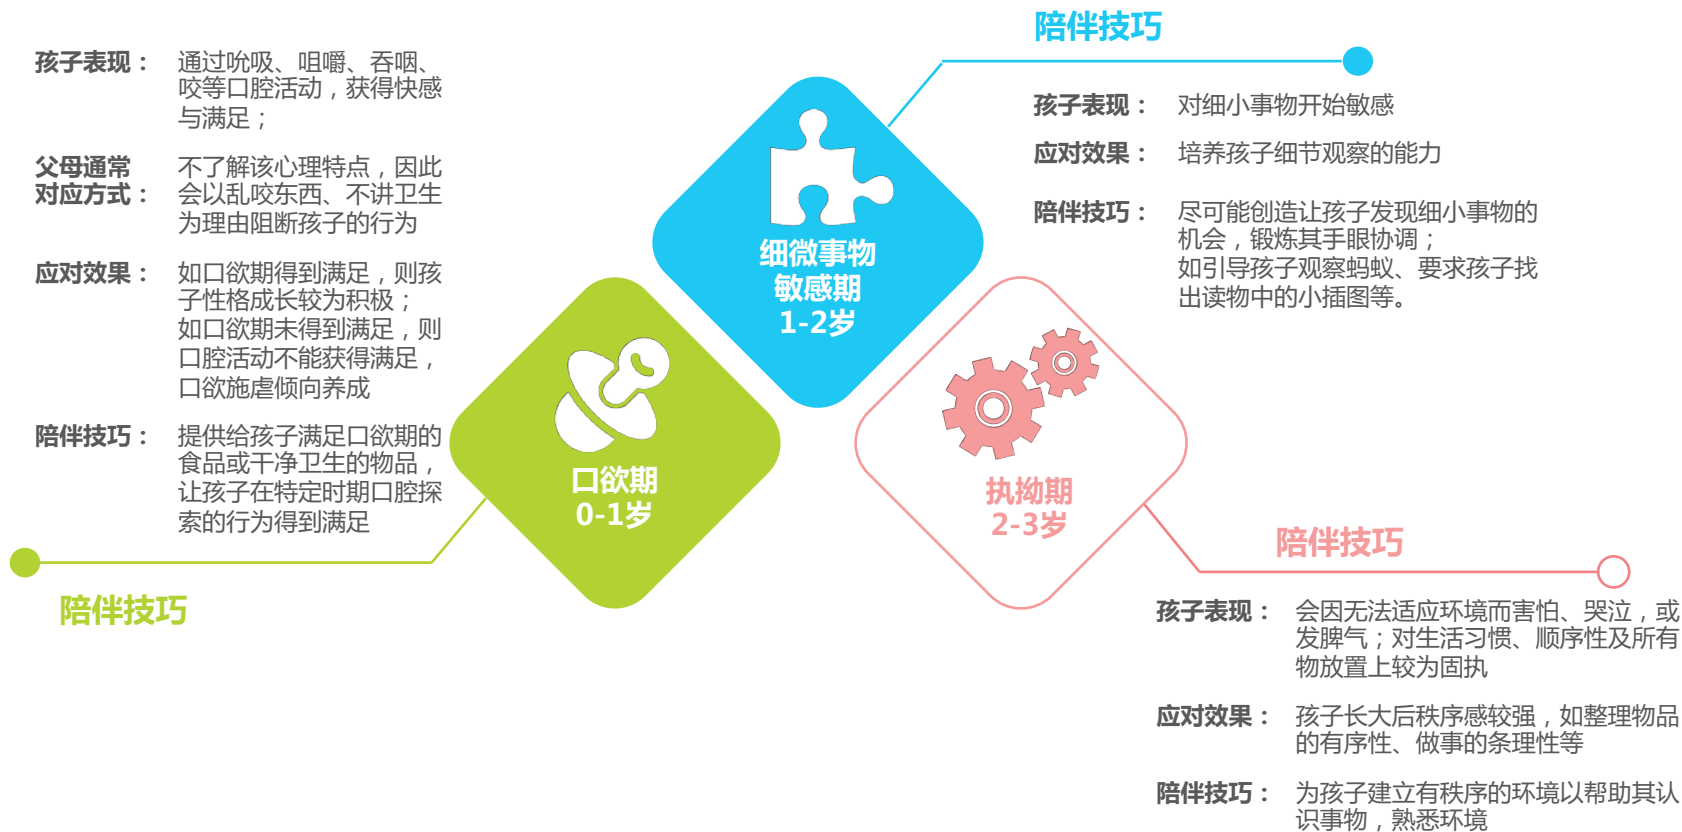 孩子表现：
通过吮吸、咀嚼、吞咽、
咬等口腔活动，获得快感
与满足；
父母通常
对应方式：
不了解该心理特点，因此
会以乱咬东西、不讲卫生
为理由阻断孩子的行为
应对效果：
如口欲期得到满足，则孩
子性格成长较为积极；
如口欲期未得到满足，则
口腔活动不能获得满足，
口欲施虐倾向养成
陪伴技巧：
提供给孩子满足口欲期的
食品或干净卫生的物品，
让孩子在特定时期口腔探
索的行为得到满足
陪伴技巧
口欲期
0-1岁
细微事物
敏感期
1-2岁
陪伴技巧
孩子表现：
对细小事物开始敏感
应对效果：
培养孩子细节观察的能力
陪伴技巧：
尽可能创造让孩子发现细小事物的
机会，锻炼其手眼协调；
如引导孩子观察蚂蚁、要求孩子找
出读物中的小插图等。
执拗期
2-3岁
陪伴技巧
孩子表现：
会因无法适应环境而害怕、哭泣，或
发脾气；对生活习惯、顺序性及所有
物放置上较为固执
应对效果：
孩子长大后秩序感较强，如整理物品
的有序性、做事的条理性等
陪伴技巧：
为孩子建立有秩序的环境以帮助其认
识事物，熟悉环境